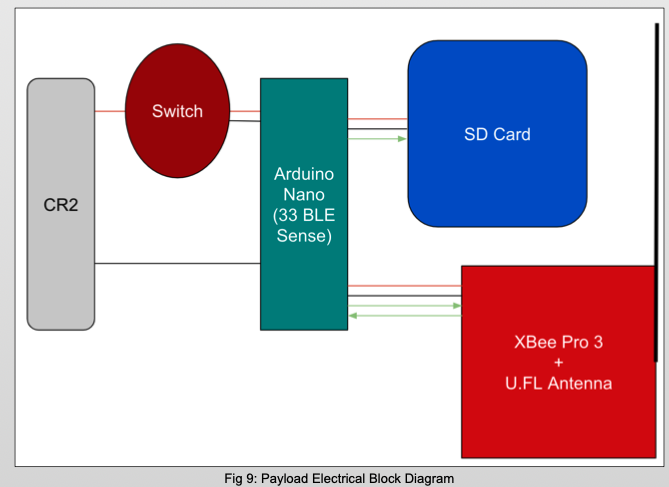 Switch
SD Card
CR2
Arduino
Nano
(33 BLE
Sense)
XBee Pro 3
+
U.FL Antenna
Fig 9: Payload Electrical Block Diagram